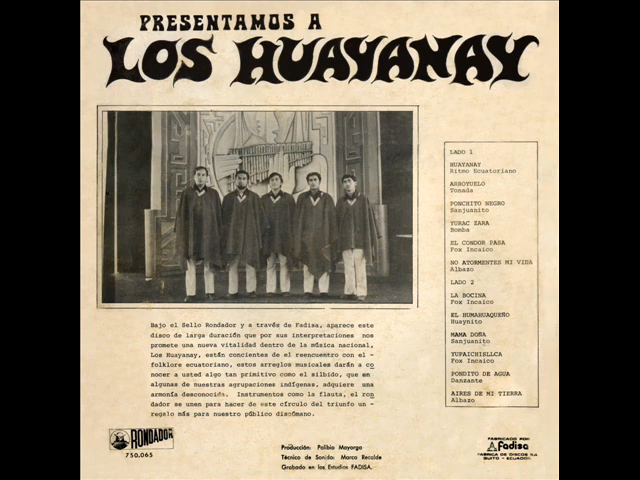 PRESENTAMOS A
LOS HUAYANAY
LADO 1
HUAYANAY
Ritmo Ecuatoriano
ARROYUELO
Tonada
PONCHITO NEGRO
Sanjuanito
YURAC ZARA
Bomba
EL CONDOR PASA
Fox Incaico
NO ATORMENTES MI VIDA
Albazo
LADO 2
LA BOCINA
Fox Incaico
EL HUMAHUAQUEÑO
Huaynito
MAMA DOÑA
Sanjuanito
YUPAICHISLLCA
Fox Incaico
PONDITO DE AGUA
Danzante
AIRES DE MI TIERRA
Albazo
Bajo el Sello Rondador y a través de Fadisa, aparece este
disco de larga duración que por sus interpretaciones nos
promete una nueva vitalidad dentro de la música nacional,
Los Huayanay, están concientes de el reencuentro con el -
folklore ecuatoriano, estos arreglos musicales darán a co
nocer a usted algo tan primitivo como el silbido, que en
algunas de nuestras agrupaciones indígenas, adquiere una
armonía desconocida. Instrumentos como la flauta, el ron
dador se unen para hacer de este círculo del triunfo un -
regalo más para nuestro público discómano.
RONDADOR
750.065
Producción: Polibio Mayorga
Técnico de Sonido: Marco Recalde
Grabado en los Estudios FADISA.
FABRICADO POR
Fadisa
FABRICA DE DISCOS S.A
QUITO - ECUADOR